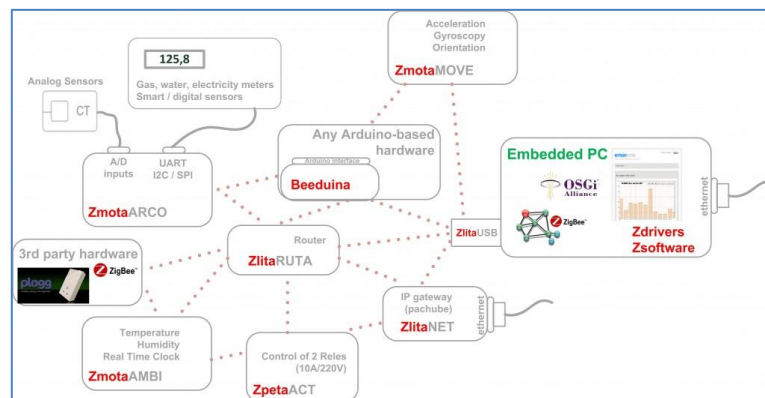 Acceleration
Gyroscopy
Orientation
ZmotaMOVE
125,8
Gas, water, electricity meters
Smart / digital sensors
Analog Sensors
CT
A/D
inputs
UART
I2C / SPI
ZmotaARCO
Any Arduino-based
hardware
Arduino interface
Beeduina
Embedded PC
OSGi
Alliance
ZigBee
Zdrivers
Zsoftware
ethernet
ZlitaUSB
Router
ZlitaRUTA
3rd party hardware
plogg
ZigBee
IP gateway
(pachube)
ZlitaNET
ethernet
Temperature
Humidity
Real Time Clock
ZmotaAMBI
Control of 2 Reles
(10A/220V)
ZpetaACT